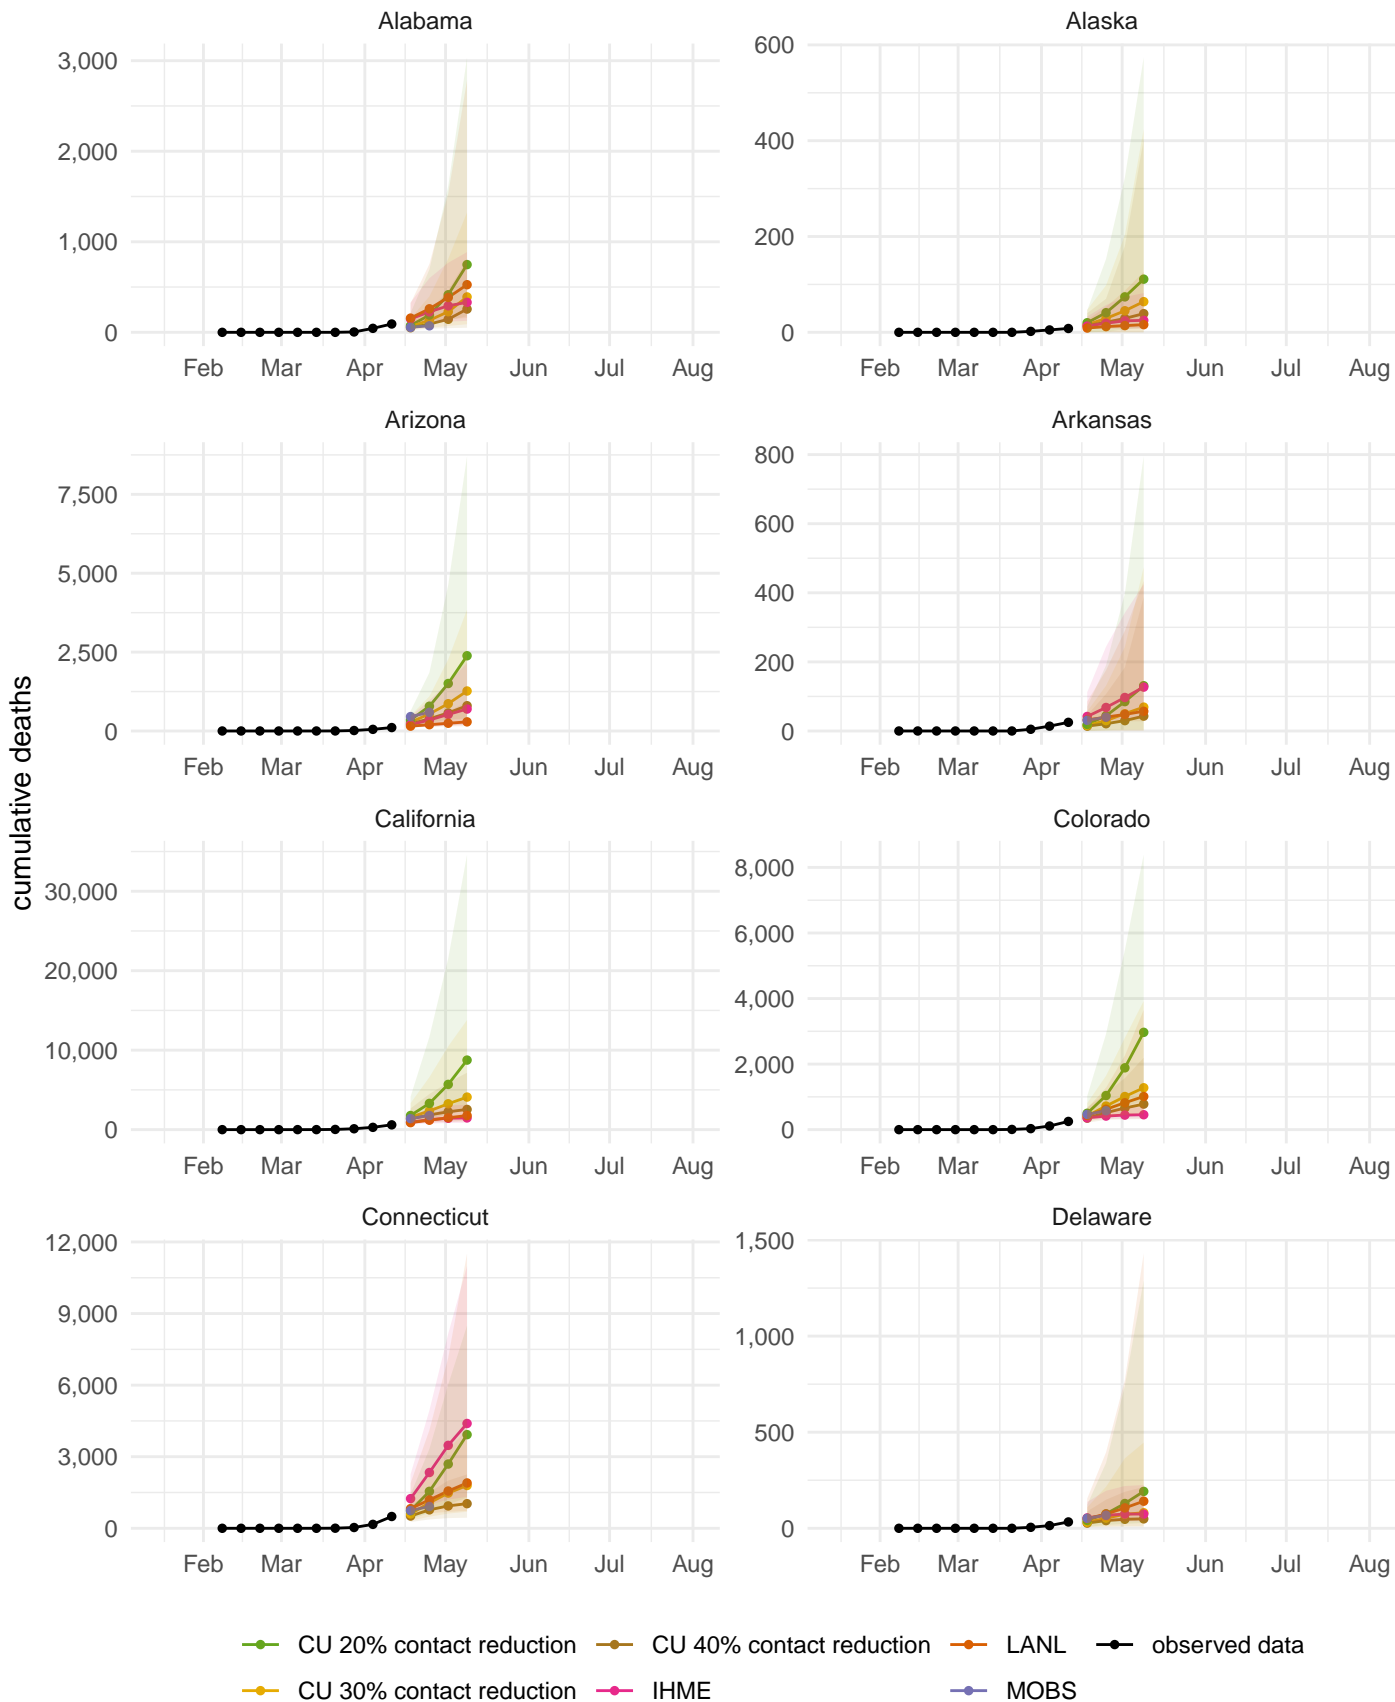 Alabama Alaska
3,000 600
2,000 400
1,000 200
0 0
Feb Mar Apr May Jun Jul Aug Feb Mar Apr May Jun Jul Aug
Arizona Arkansas
7,500 800
5,000 600
2,500 400
0 200
0
Feb Mar Apr May Jun Jul Aug Feb Mar Apr May Jun Jul Aug
cumulative deaths
California Colorado
30,000 8,000
20,000 6,000
10,000 4,000
0 2,000
0
Feb Mar Apr May Jun Jul Aug Feb Mar Apr May Jun Jul Aug
Connecticut Delaware
12,000 1,500
9,000 1,000
6,000 500
3,000 0
0
Feb Mar Apr May Jun Jul Aug Feb Mar Apr May Jun Jul Aug
CU 20% contact reduction CU 40% contact reduction LANL observed data
CU 30% contact reduction IHME MOBS